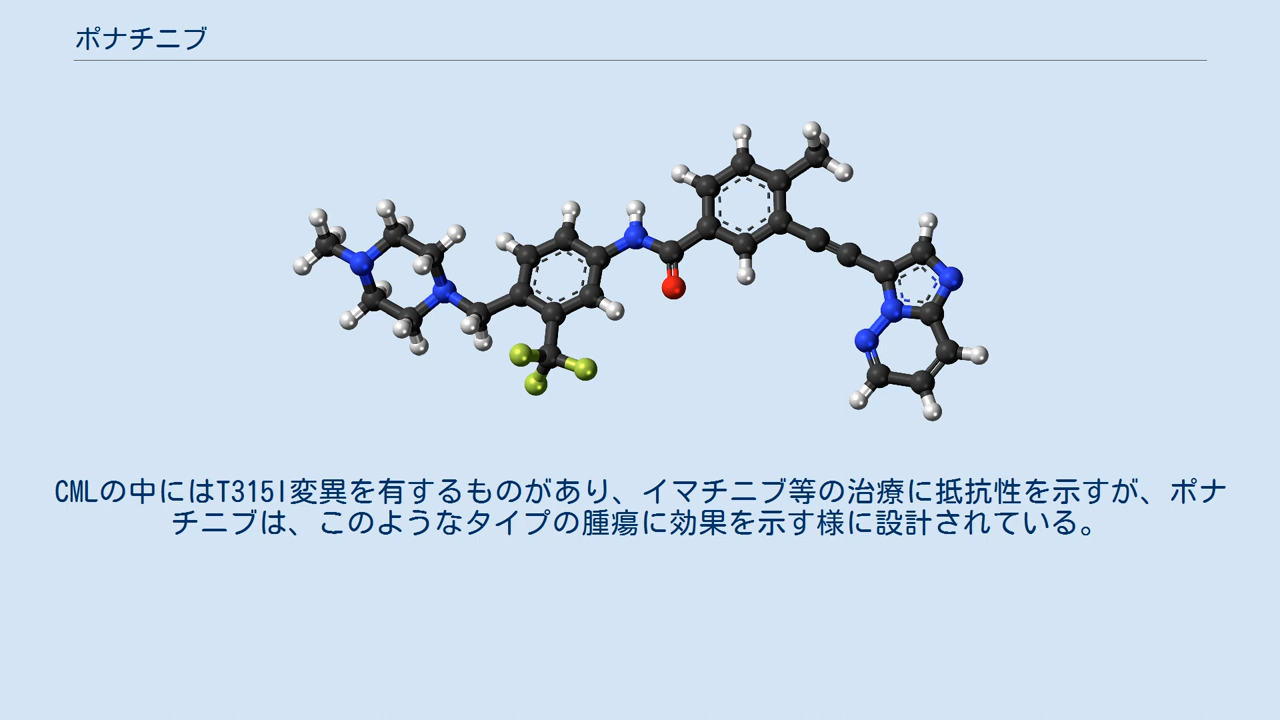 ポナチニブ
CMLの中にはT315I変異を有するものがあり、イマチニブ等の治療に抵抗性を示すが、ポナ
チニブは、このようなタイプの腫瘍に効果を示す様に設計されている。